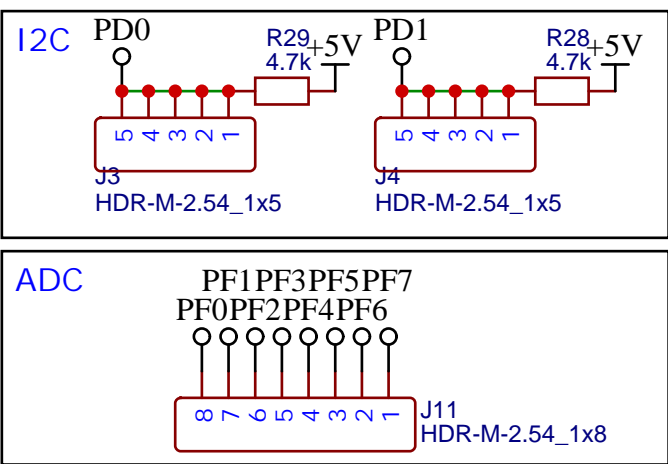 I2C
PD0
R29
+5V
4.7k
5 4 3 2 1
J3
HDR-M-2.54_1x5
PD1
R28
+5V
4.7k
5 4 3 2 1
J4
HDR-M-2.54_1x5
ADC
PF1PF3PF5PF7
PF0PF2PF4PF6
8 7 6 5 4 3 2 1
J11
HDR-M-2.54_1x8